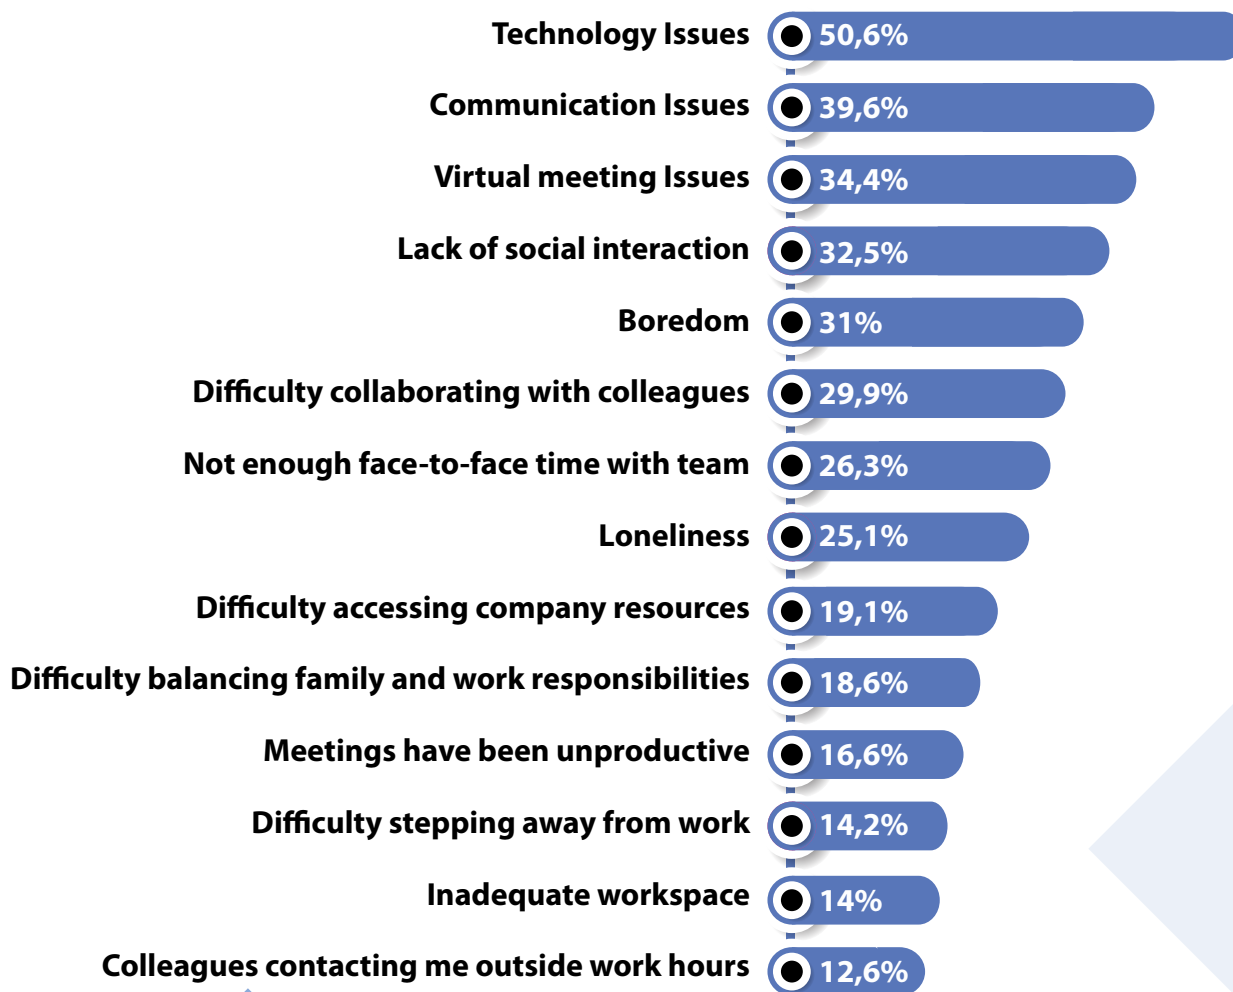 Technology Issues 50,6%
Communication Issues 39,6%
Virtual meeting Issues 34,4%
Lack of social interaction 32,5%
Boredom 31%
Difficulty collaborating with colleagues 29,9%
Not enough face-to-face time with team 26,3%
Loneliness 25,1%
Difficulty accessing company resources 19,1%
Difficulty balancing family and work responsibilities 18,6%
Meetings have been unproductive 16,6%
Difficulty stepping away from work 14,2%
Inadequate workspace 14%
Colleagues contacting me outside work hours 12,6%